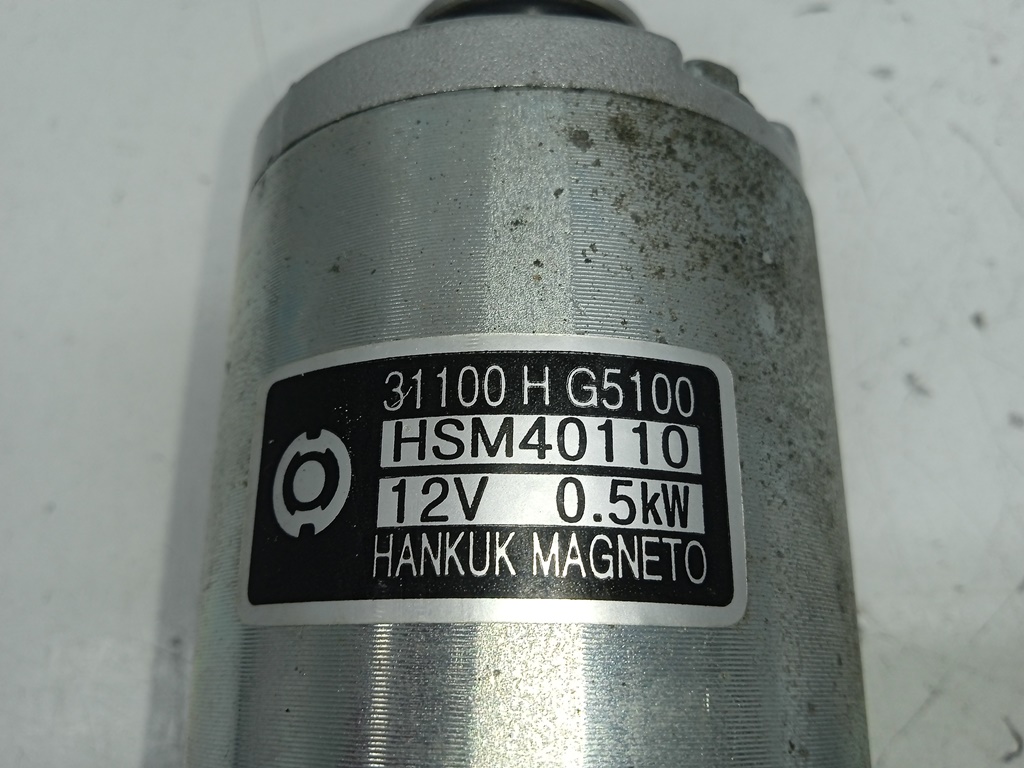 31100 H G5100
HSM40110
12V 0.5kW
HANKUK MAGNETO